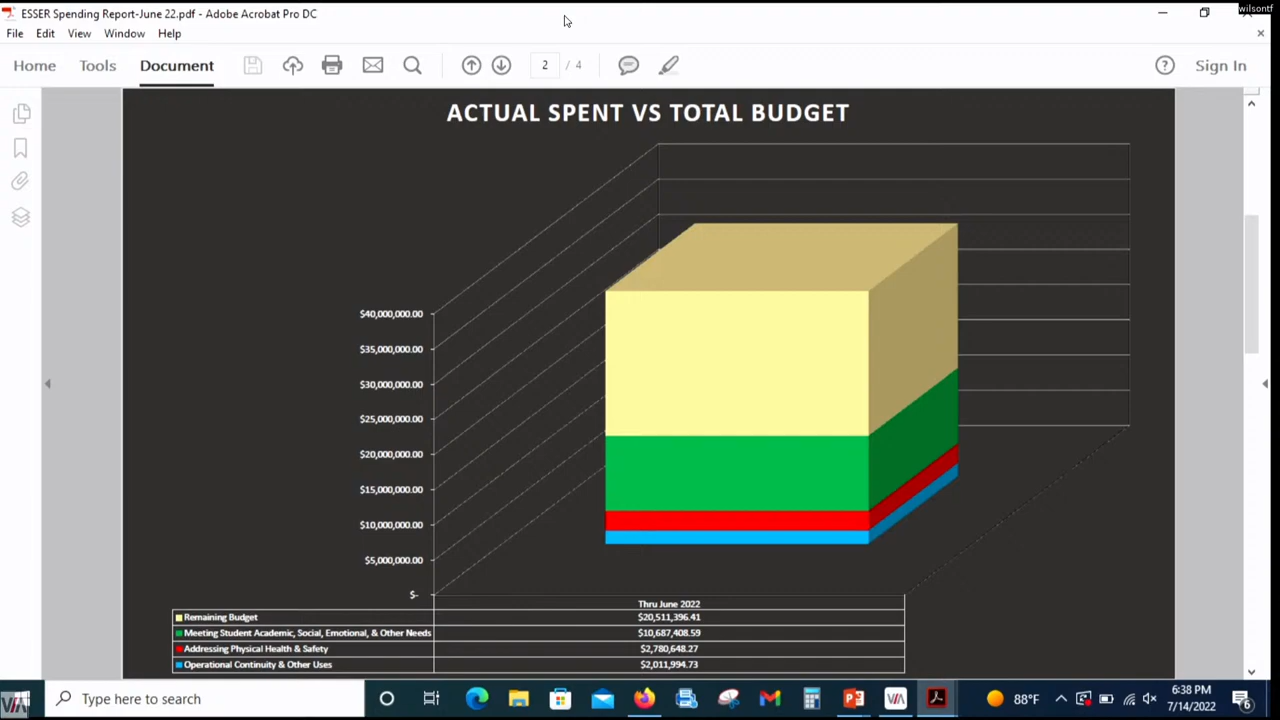 ESSER Spending Report-June 22.pdf - Adobe Acrobat Pro DC
wilsontf
File Edit View Window Help
Home Tools Document 2 / 4 Sign In
ACTUAL SPENT VS TOTAL BUDGET
$40,000,000.00
$35,000,000.00
$30,000,000.00
$25,000,000.00
$20,000,000.00
$15,000,000.00
$10,000,000.00
$5,000,000.00
$-
Thru June 2022
Remaining Budget $20,511,396.41
Meeting Student Academic, Social, Emotional, & Other Needs $10,687,408.59
Addressing Physical Health & Safety $2,780,648.27
Operational Continuity & Other Uses $2,011,994.73
VIA Type here to search VIA 88°F 6:38 PM
7/14/2022 6